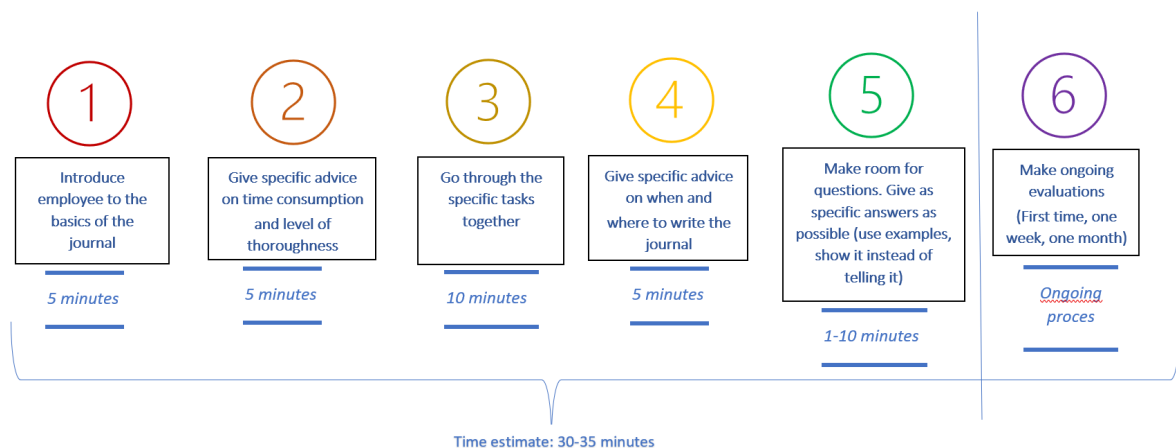 1
Introduce
employee to the
basics of the
journal
5 minutes
2
Give specific advice
on time consumption
and level of
thoroughness
5 minutes
3
Go through the
specific tasks
together
10 minutes
4
Give specific advice
on when and
where to write the
journal
5 minutes
5
Make room for
questions. Give as
specific answers as
possible (use examples,
show it instead of
telling it)
1-10 minutes
6
Make ongoing
evaluations
(First time, one
week, one month)
Ongoing
proces
Time estimate: 30-35 minutes